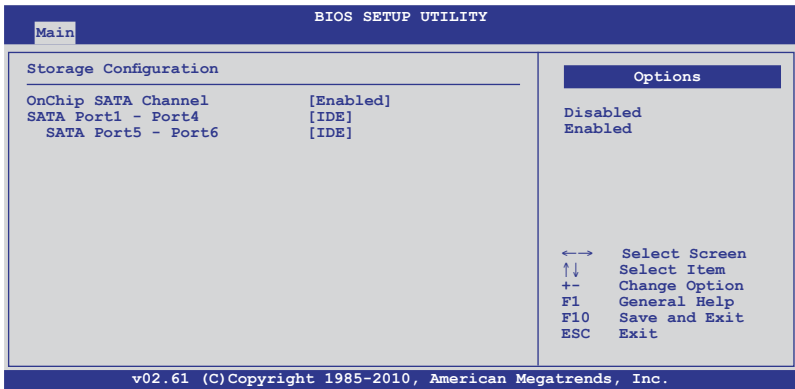 BIOS SETUP UTILITY
Main
Storage Configuration
OnChip SATA Channel [Enabled]
SATA Port1 - Port4 [IDE]
SATA Port5 - Port6 [IDE]
Options
Disabled
Enabled
←→ Select Screen
↑↓ Select Item
+- Change Option
F1 General Help
F10 Save and Exit
ESC Exit
v02.61 (C)Copyright 1985-2010, American Megatrends, Inc.